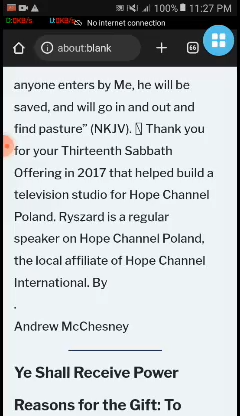 100% 11:27 PM
0:0KB/s U:0KB/s No internet connection
about:blank 66
anyone enters by Me, he will be
saved, and will go in and out and
find pasture” (NKJV). Thank you
for your Thirteenth Sabbath
Offering in 2017 that helped build a
television studio for Hope Channel
Poland. Ryszard is a regular
speaker on Hope Channel Poland,
the local affiliate of Hope Channel
International. By
.
Andrew McChesney
Ye Shall Receive Power
Reasons for the Gift: To